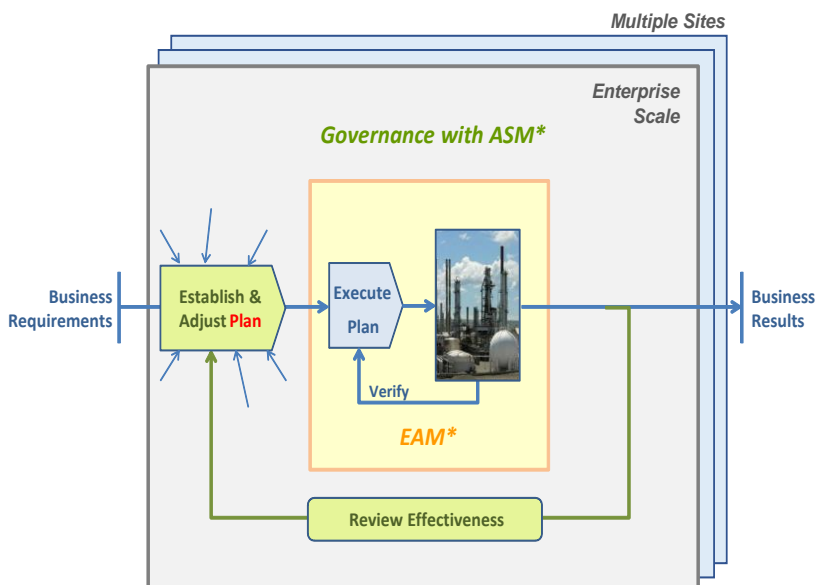 Multiple Sites
Enterprise
Scale
Governance with ASM*
Business
Requirements
Establish &
Adjust Plan
Execute
Plan
Verify
EAM*
Business
Results
Review Effectiveness